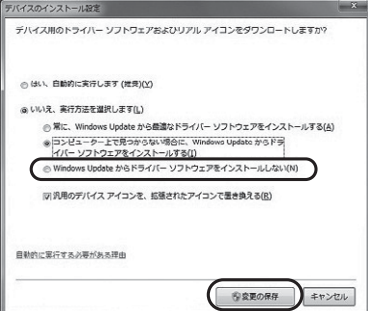 デバイスのインストール設定
デバイス用のドライバー ソフトウェアおよびリアル アイコンをダウンロードしますか?
はい、自動的に実行します (推奨)(Y)
いいえ、実行方法を選択します(L)
常に、Windows Update から最適なドライバー ソフトウェアをインストールする(A)
コンピューター上で見つからない場合に、Windows Update からドラ
イバー ソフトウェアをインストールする(I)
Windows Update からドライバー ソフトウェアをインストールしない(N)
汎用のデバイス アイコンを、拡張されたアイコンで置き換える(R)
自動的に実行する必要がある理由
変更の保存
キャンセル